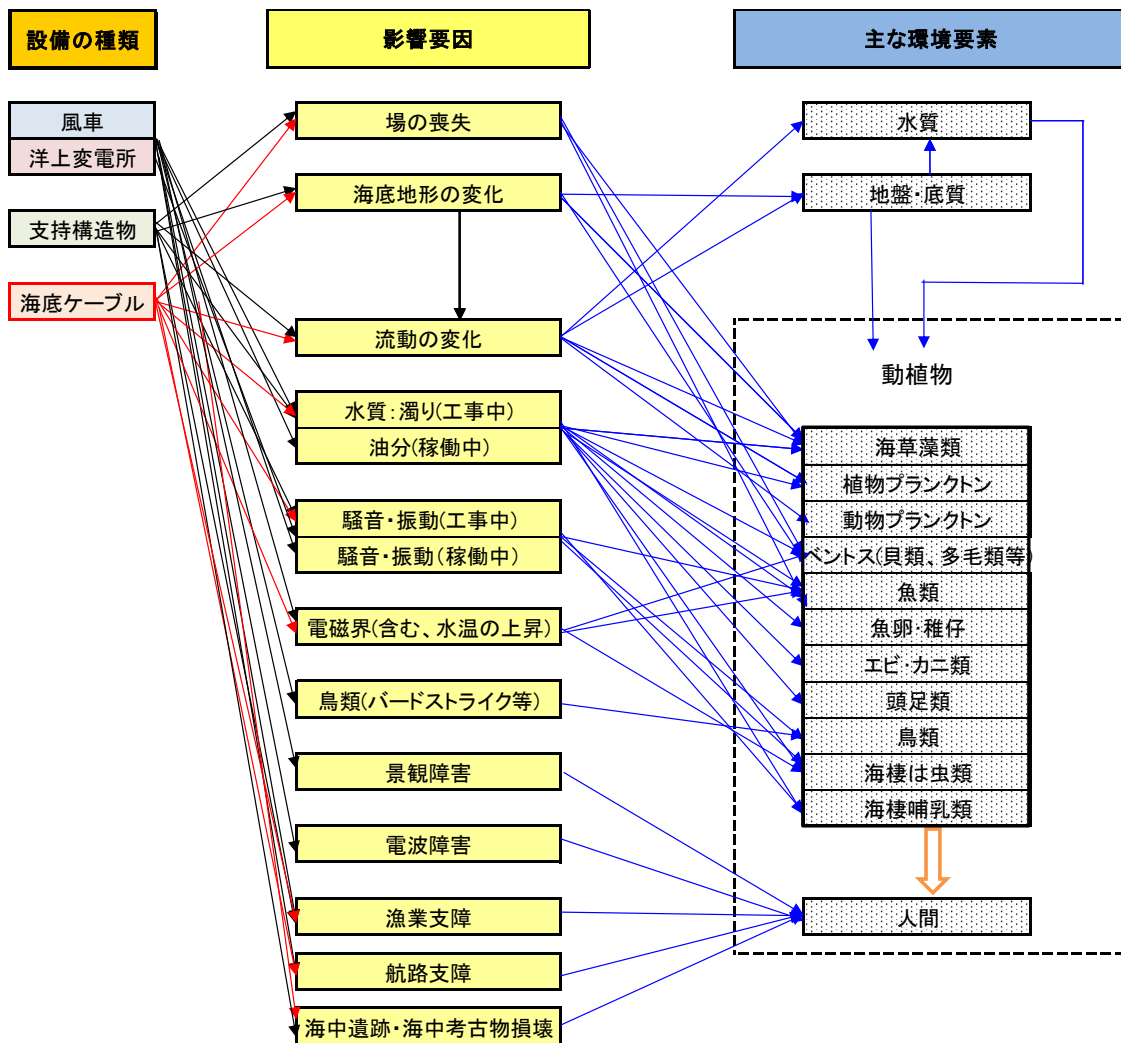 設備の種類
影響要因
主な環境要素
風車
洋上変電所
支持構造物
海底ケーブル
場の喪失
海底地形の変化
流動の変化
水質:濁り(工事中)
油分(稼働中)
騒音・振動(工事中)
騒音・振動(稼働中)
電磁界(含む、水温の上昇)
鳥類(バードストライク等)
景観障害
電波障害
漁業支障
航路支障
海中遺跡・海中考古物損壊
水質
地盤・底質
動植物
海草藻類
植物プランクトン
動物プランクトン
ベントス(貝類、多毛類等)
魚類
魚卵・稚仔
エビ・カニ類
頭足類
鳥類
海棲は虫類
海棲哺乳類
人間